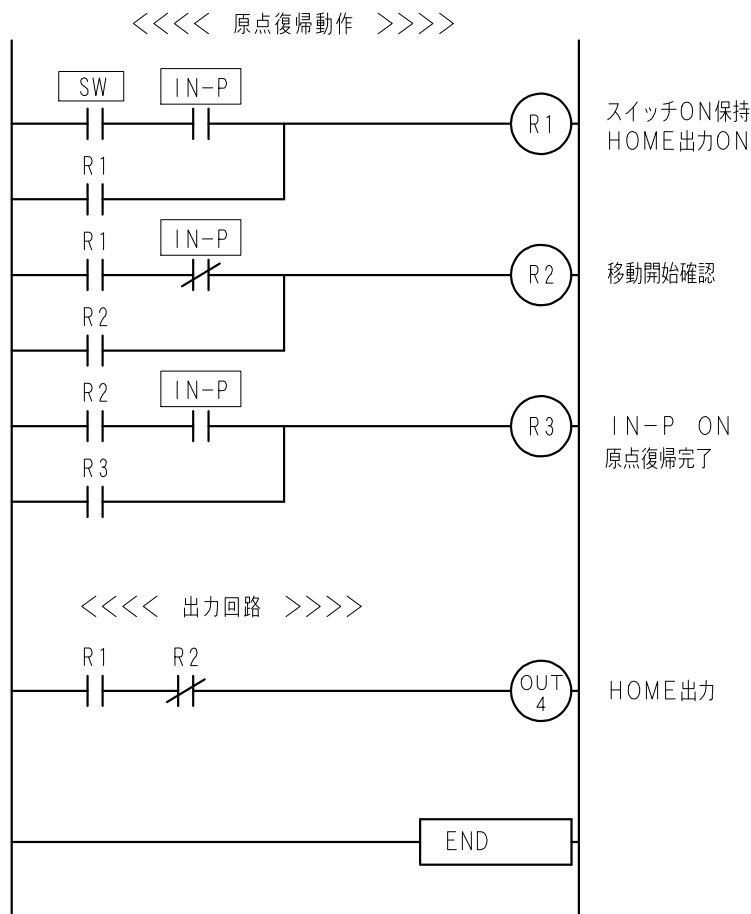 <<<< 原点復帰動作 >>>>
SW IN-P
R1 スイッチON保持
HOME出力ON
R1
R1 IN-P
R2 移動開始確認
R2
R2 IN-P
R3 IN-P ON
原点復帰完了
R3
<<<< 出力回路 >>>>
R1 R2
OUT
4
HOME出力
END